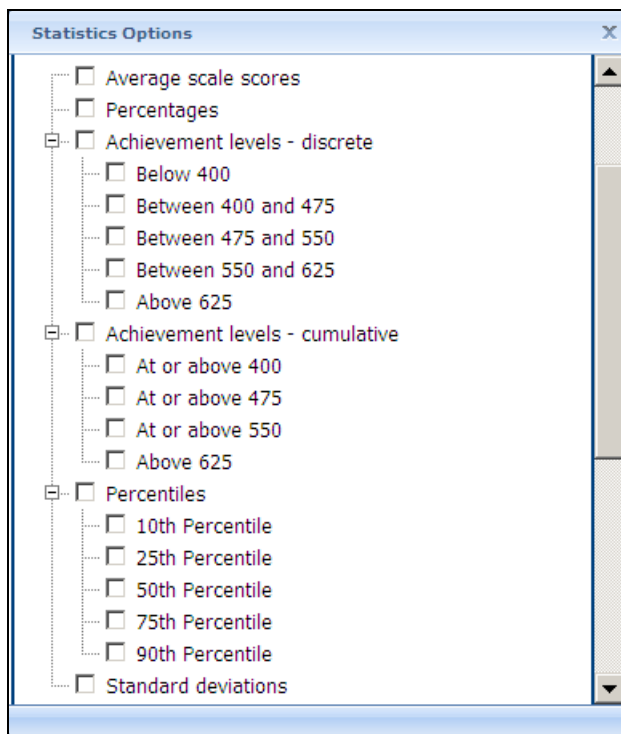 Statistics Options
Average scale scores
Percentages
Achievement levels - discrete
Below 400
Between 400 and 475
Between 475 and 550
Between 550 and 625
Above 625
Achievement levels - cumulative
At or above 400
At or above 475
At or above 550
Above 625
Percentiles
10th Percentile
25th Percentile
50th Percentile
75th Percentile
90th Percentile
Standard deviations